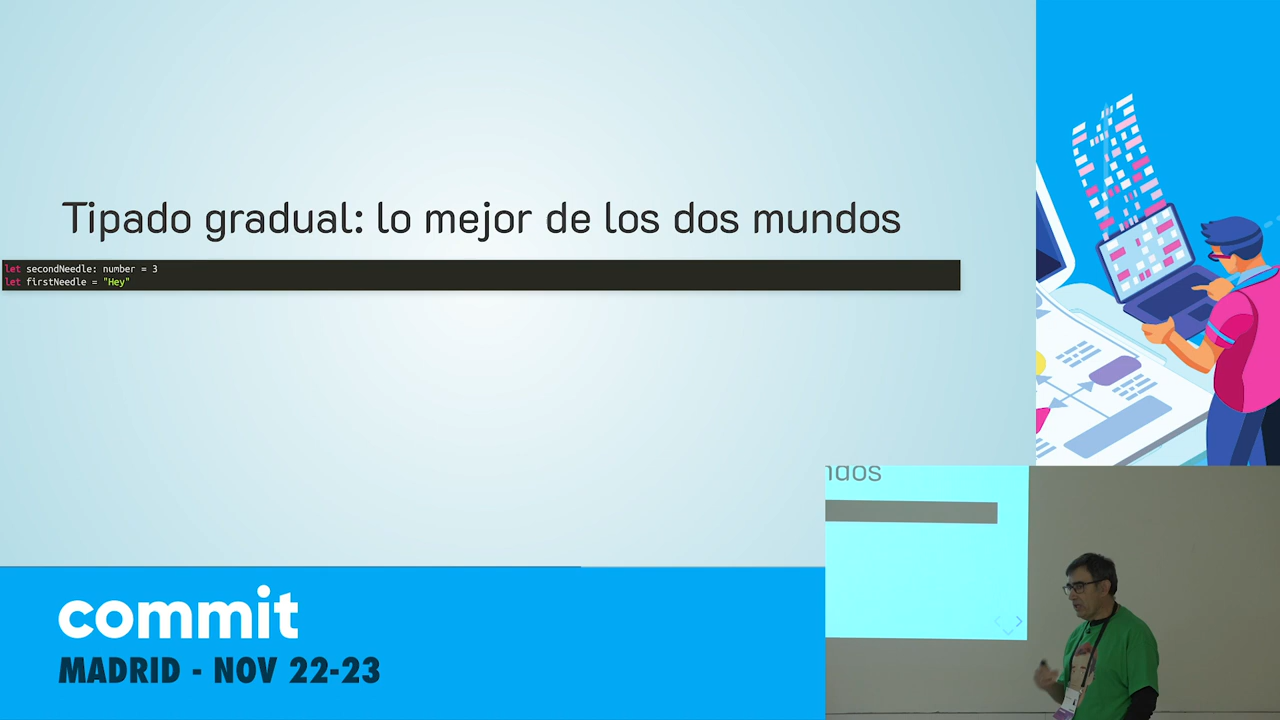 Tipado gradual: lo mejor de los dos mundos
let secondNeedle: number = 3
let firstNeedle = "Hey"
ndos
commit
MADRID - NOV 22-23